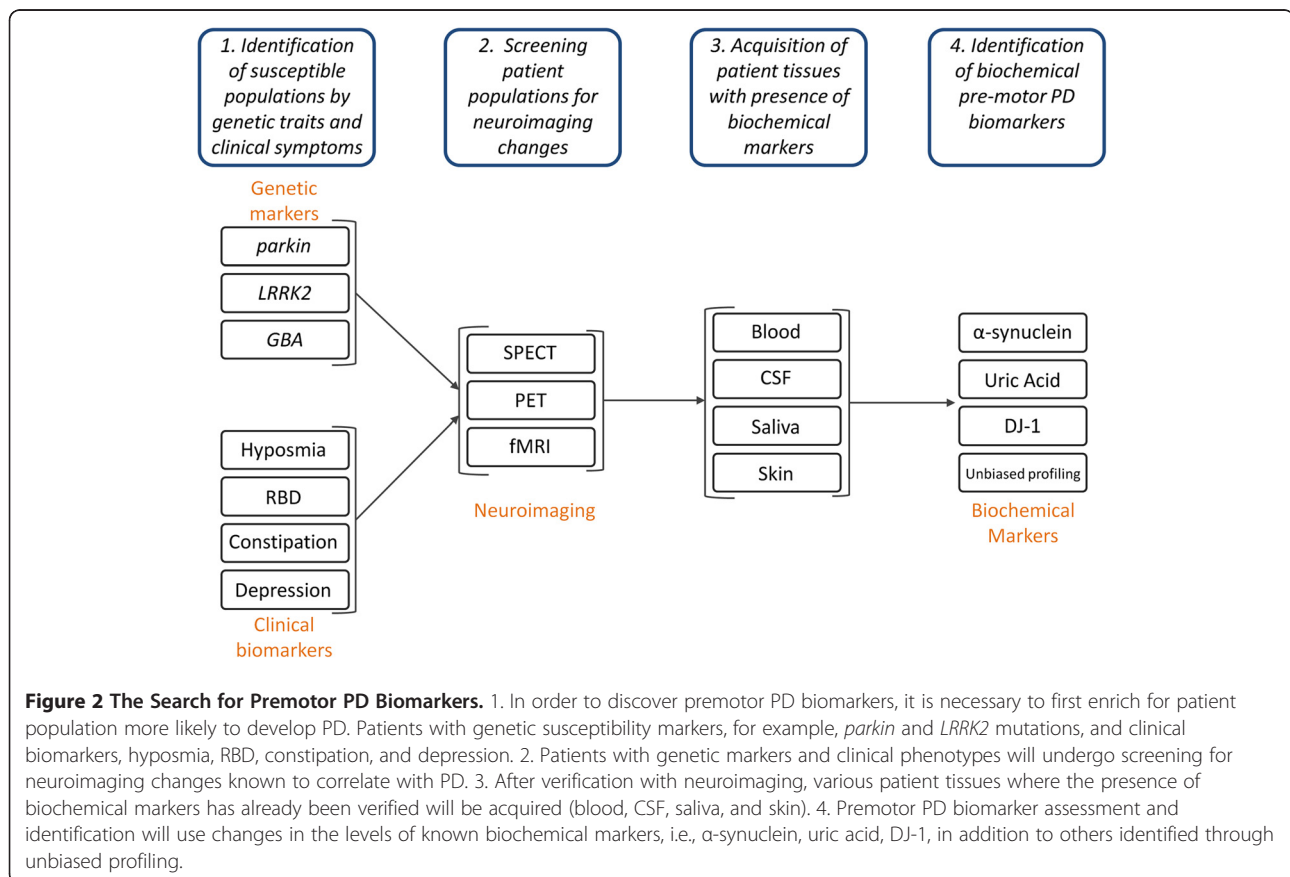 1. Identification
of susceptible
populations by
genetic traits and
clinical symptoms
2. Screening
patient
populations for
neuroimaging
changes
3. Acquisition of
patient tissues
with presence of
biochemical
markers
4. Identification
of biochemical
pre-motor PD
biomarkers
Genetic
markers
parkin
LRRK2
GBA
Hyposmia
RBD
Constipation
Depression
Clinical
biomarkers
SPECT
PET
fMRI
Neuroimaging
Blood
CSF
Saliva
Skin
α-synuclein
Uric Acid
DJ-1
Unbiased profiling
Biochemical
Markers
Figure 2 The Search for Premotor PD Biomarkers. 1. In order to discover premotor PD biomarkers, it is necessary to first enrich for patient
population more likely to develop PD. Patients with genetic susceptibility markers, for example, parkin and LRRK2 mutations, and clinical
biomarkers, hyposmia, RBD, constipation, and depression. 2. Patients with genetic markers and clinical phenotypes will undergo screening for
neuroimaging changes known to correlate with PD. 3. After verification with neuroimaging, various patient tissues where the presence of
biochemical markers has already been verified will be acquired (blood, CSF, saliva, and skin). 4. Premotor PD biomarker assessment and
identification will use changes in the levels of known biochemical markers, i.e., α-synuclein, uric acid, DJ-1, in addition to others identified through
unbiased profiling.